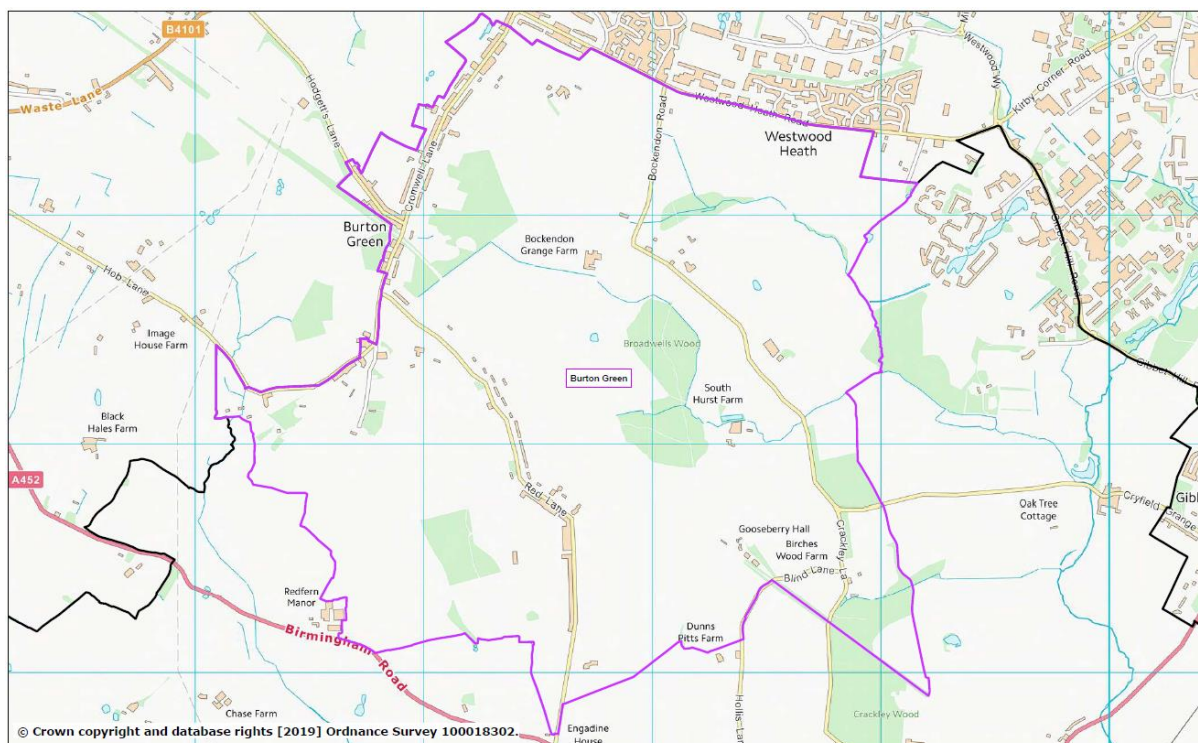 B4101
Waste Lane
Hodgett's Lane
Cromwell Lane
Westwood Heath Road
Bockendon Road
Westwood Wy
Kirby Corner Road
Westwood
Heath
Burton
Green
Bockendon
Grange Farm
Hob Lane
Image
House Farm
Broadwells Wood
Burton Green
South
Hurst Farm
Black
Hales Farm
A452
Red Lane
Oak Tree
Cottage
Cryfield Grange
Gooseberry Hall
Birches
Wood Farm
Crackley La
Blind Lane
Redfern
Manor
Birmingham Road
Dunns
Pitts Farm
Hollis Lan
Crackley Wood
Chase Farm
Engadine
House
© Crown copyright and database rights [2019] Ordnance Survey 100018302.